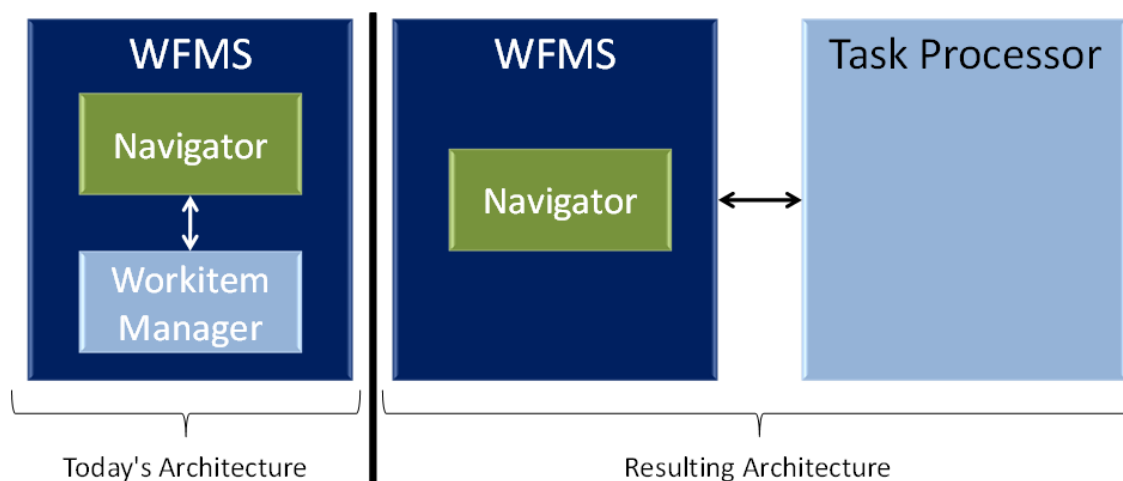 WFMS
Navigator
Workitem
Manager
Today's Architecture
WFMS
Navigator
Task Processor
Resulting Architecture